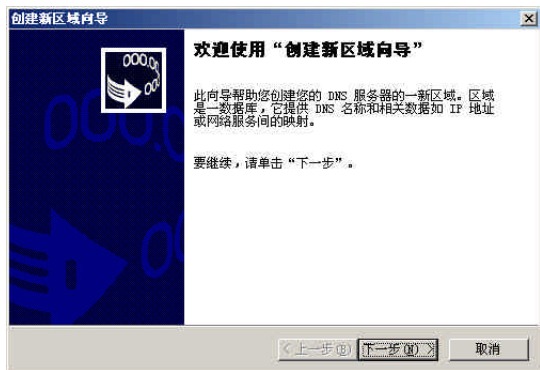 创建新区域向导
欢迎使用“创建新区域向导”
此向导帮助您创建您的 DNS 服务器的一新区域。区域
是一数据库，它提供 DNS 名称和相关数据如 IP 地址
或网络服务间的映射。
要继续，请单击“下一步”。
<上一步(B)
下一步(N)>
取消